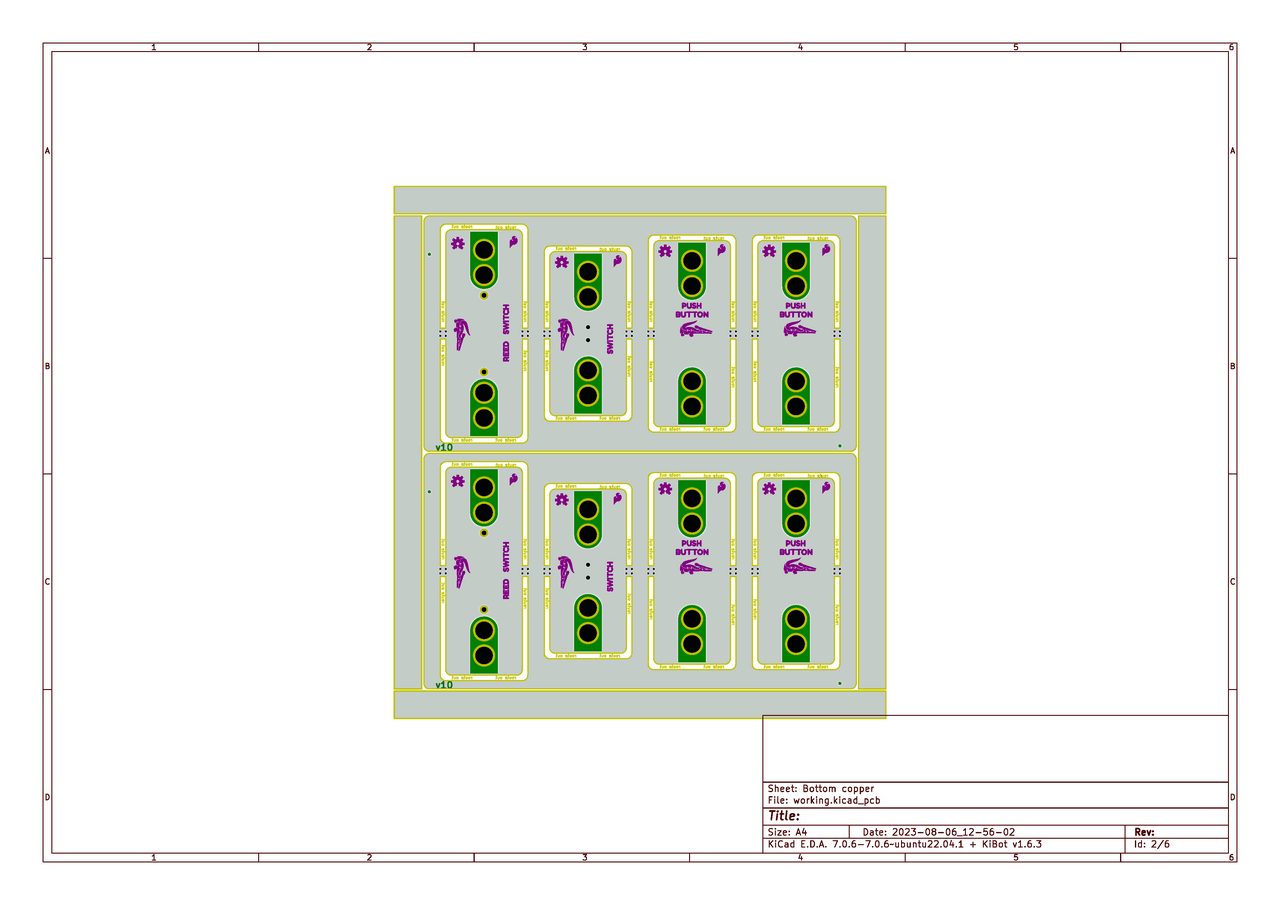 1 2 3 4 5 6
A A
REED SWITCH
SWITCH
PUSH
BUTTON
PUSH
BUTTON
B B
v10
REED SWITCH
SWITCH
PUSH
BUTTON
PUSH
BUTTON
C C
v10
D D
Sheet: Bottom copper
File: working.kicad_pcb
Title:
Size: A4 Date: 2023-08-06_12-56-02 Rev:
KiCad E.D.A. 7.0.6-7.0.6~ubuntu22.04.1 + KiBot v1.6.3 Id: 2/6
1 2 3 4 5 6